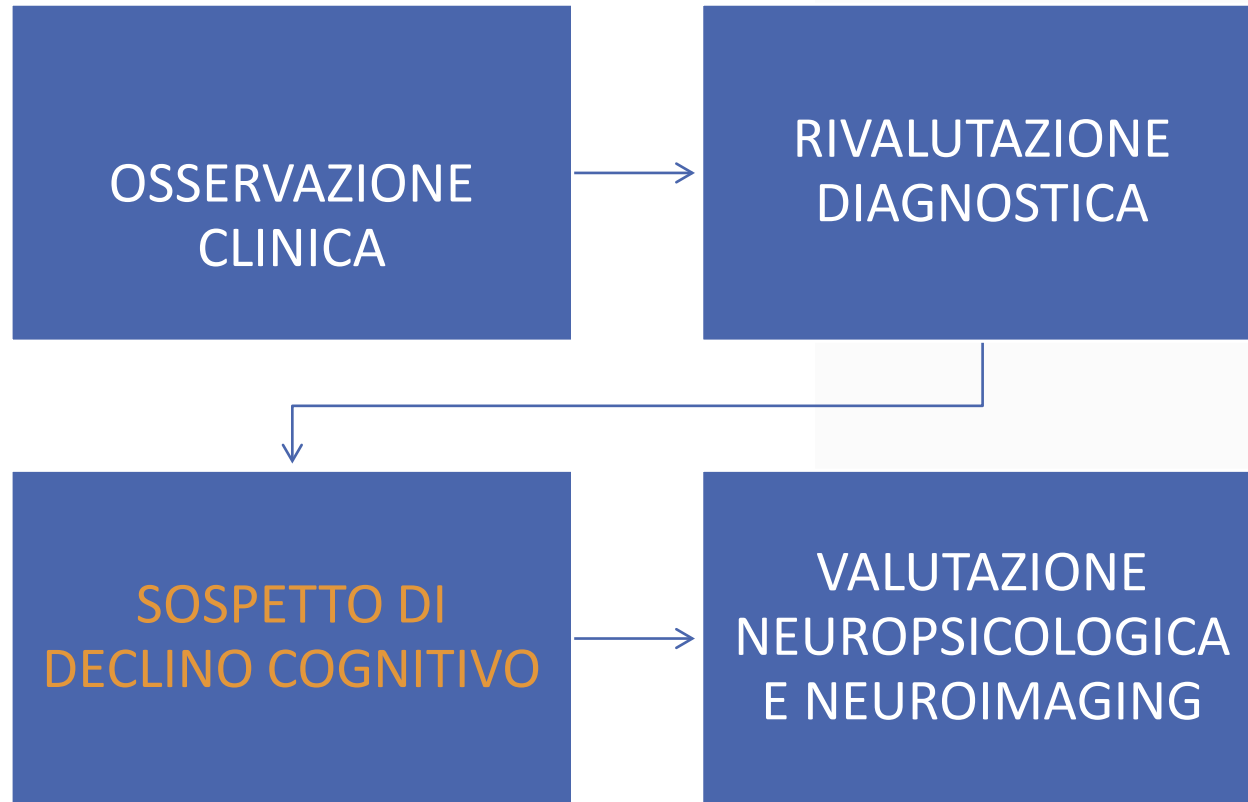 OSSERVAZIONE
CLINICA
RIVALUTAZIONE
DIAGNOSTICA
SOSPETTO DI
DECLINO COGNITIVO
VALUTAZIONE
NEUROPSICOLOGICA
E NEUROIMAGING